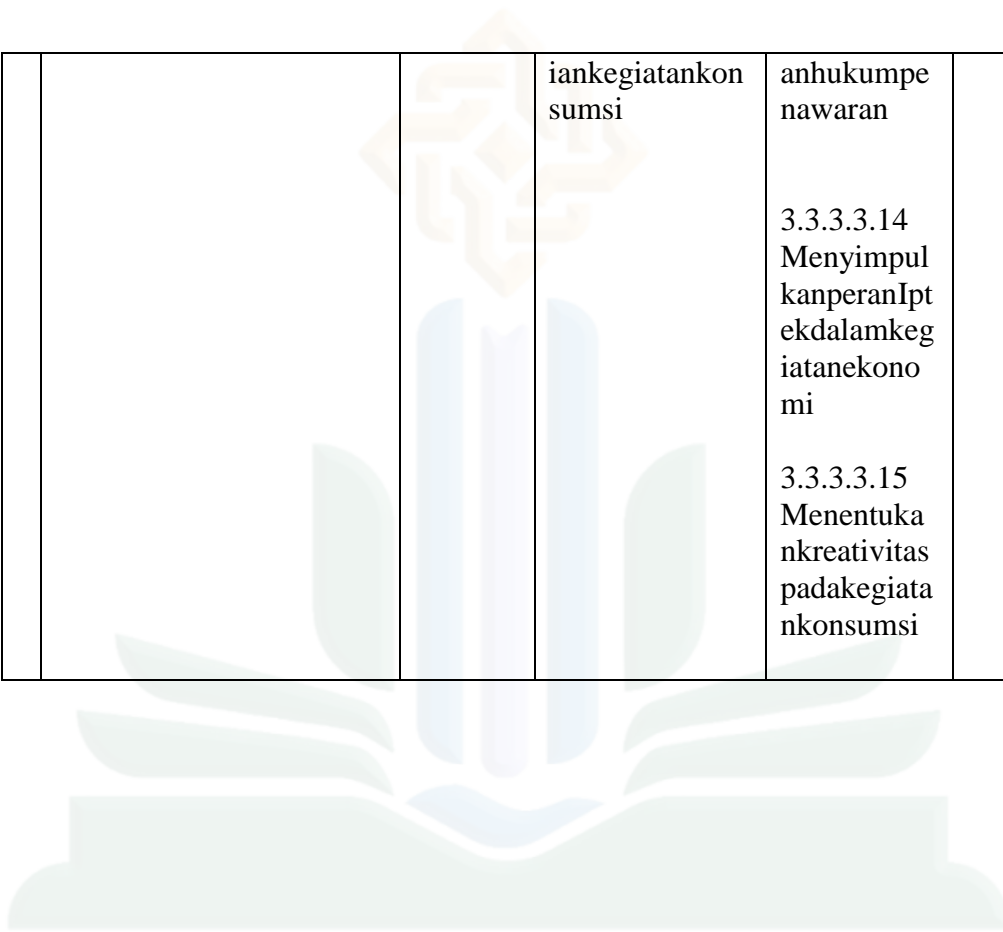 iankegiatankon
sumsi
anhukumpe
nawaran
3.3.3.3.14
Menyimpul
kanperanIpt
ekdalamkeg
iatanekono
mi
3.3.3.3.15
Menentuka
nkreativitas
padakegiata
nkonsumsi